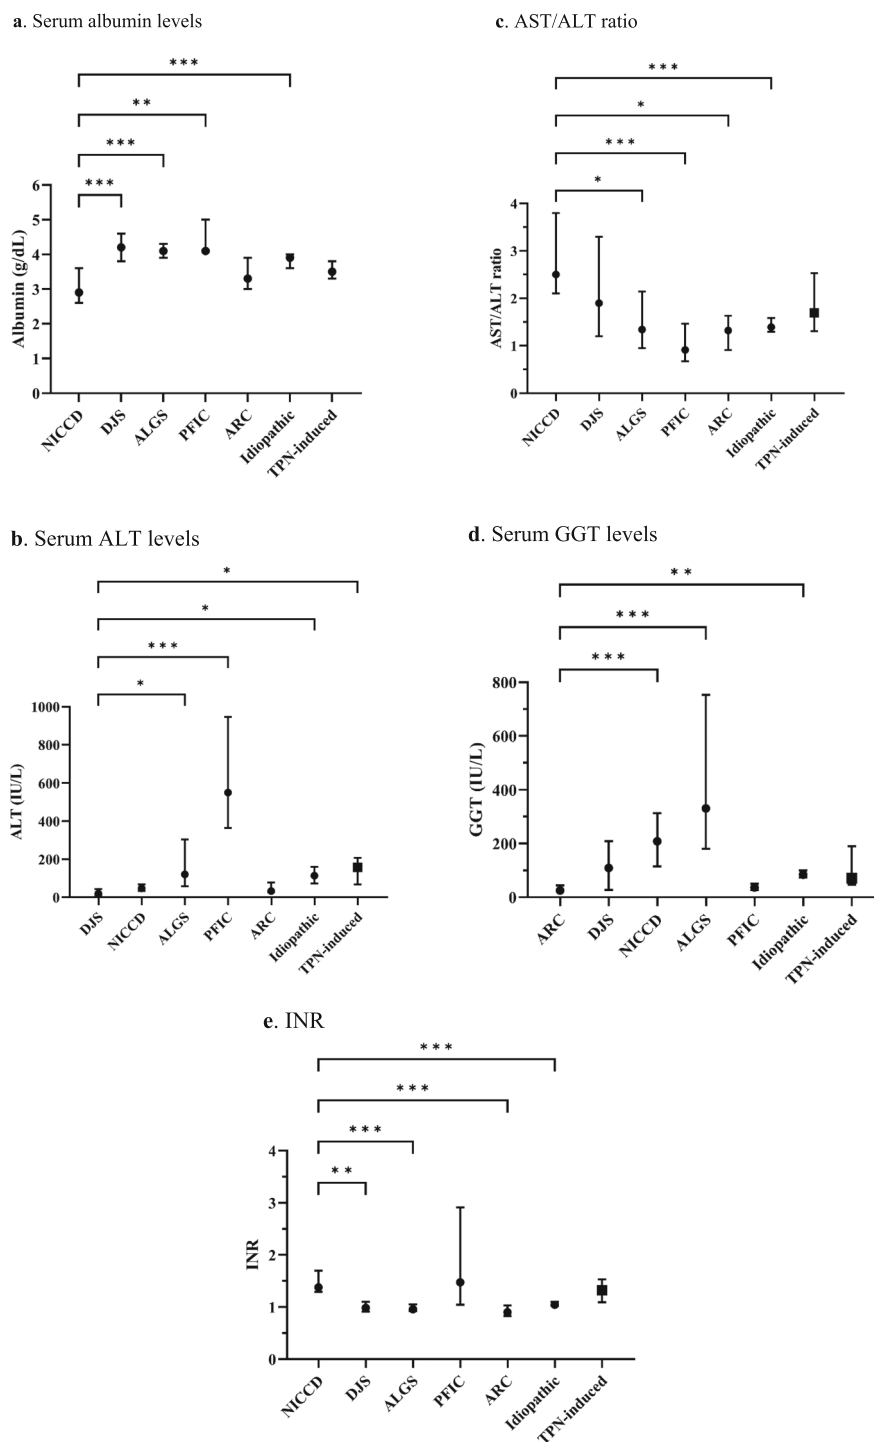 a. Serum albumin levels
***
**
***
***
6
5
4
3
2
1
0
Albumin (g/dL)
NICCD
DJS
ALGS
PFIC
ARC
Idiopathic
TPN-induced
c. AST/ALT ratio
***
*
***
*
4
3
2
1
0
AST/ALT ratio
NICCD
DJS
ALGS
PFIC
ARC
Idiopathic
TPN-induced
b. Serum ALT levels
*
*
***
*
1000
800
600
400
200
0
ALT (IU/L)
DJS
NICCD
ALGS
PFIC
ARC
Idiopathic
TPN-induced
d. Serum GGT levels
**
***
***
800
600
400
200
0
GGT (IU/L)
ARC
DJS
NICCD
ALGS
PFIC
Idiopathic
TPN-induced
e. INR
***
***
***
**
4
3
2
1
0
INR
NICCD
DJS
ALGS
PFIC
ARC
Idiopathic
TPN-induced